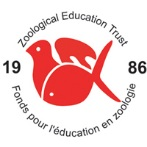 Zoological Education Trust
19 86
Fonds pour l'éducation en zoologie